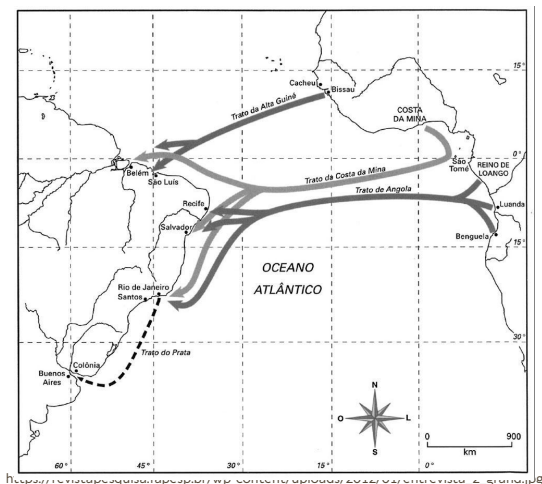 15°
Cacheu
Bissau
Trato da Alta Guiné
COSTA
DA MINA
0°
São
Tomé
REINO DE
LOANGO
Belém
São Luís
Trato da Costa da Mina
Trato de Angola
Recife
Luanda
Salvador
Benguela
15°
OCEANO
ATLÂNTICO
Rio de Janeiro
Santos
30°
Trato do Prata
Colônia
Buenos
Aires
N
O
L
S
0
900
km
60°
45°
30°
15°
0°
https://revistapesquisa.fapesp.br/wp-content/uploads/2012/01/entrevista-2-grafia.jpg